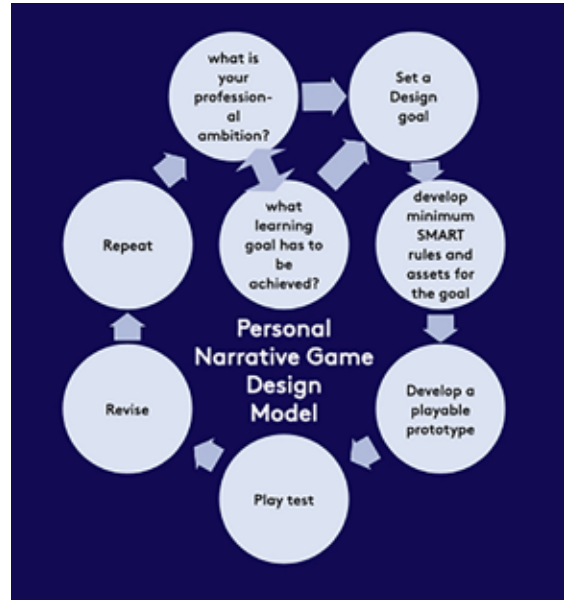 what is
your
profession-
al
ambition?
Set a
Design
goal
what
learning
goal has to
be
achieved?
develop
minimum
SMART
rules and
assets for
the goal
Repeat
Personal
Narrative Game
Design
Model
Revise
Develop a
playable
prototype
Play test